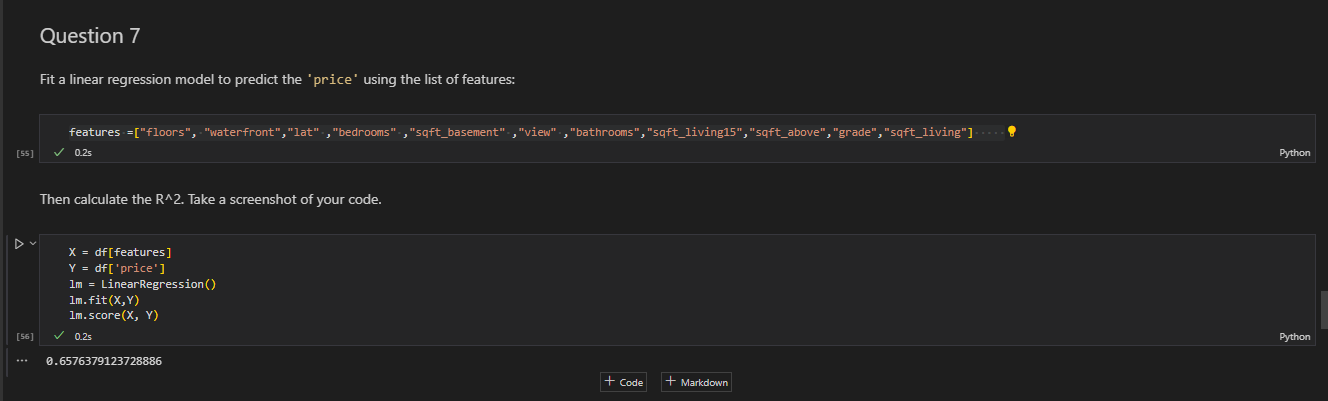 Question 7
Fit a linear regression model to predict the 'price' using the list of features:
features =["floors", "waterfront","lat" ,"bedrooms" ,"sqft_basement" ,"view" ,"bathrooms","sqft_living15","sqft_above","grade","sqft_living"]
[55] 0.2s Python
Then calculate the R^2. Take a screenshot of your code.
X = df[features]
Y = df['price']
lm = LinearRegression()
lm.fit(X,Y)
lm.score(X, Y)
[56] 0.2s Python
... 0.6576379123728886
+ Code + Markdown